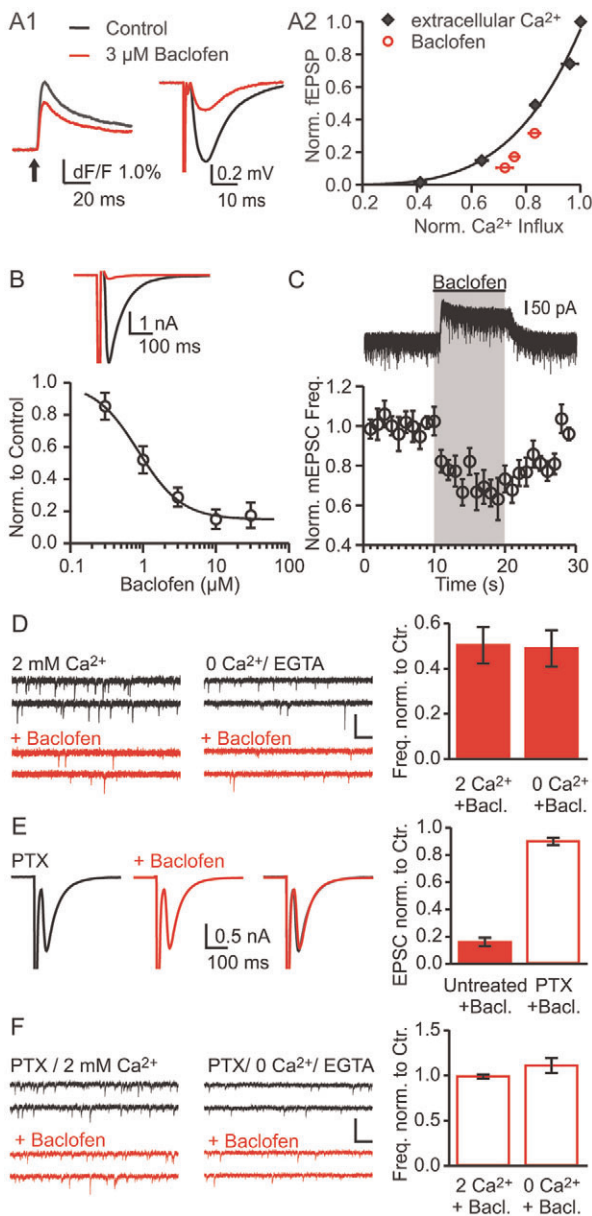 A1
Control
3 µM Baclofen
dF/F 1.0%
20 ms
0.2 mV
10 ms
A2
extracellular Ca²⁺
Baclofen
Norm. fEPSP
1.0
0.8
0.6
0.4
0.2
0.0
0.2 0.4 0.6 0.8 1.0
Norm. Ca²⁺ Influx
B
1 nA
100 ms
Norm. to Control
1.0
0.8
0.6
0.4
0.2
0.0
0.1 1 10 100
Baclofen (µM)
C
Baclofen
50 pA
Norm. mEPSC Freq.
1.2
1.0
0.8
0.6
0.4
0 10 20 30
Time (s)
D
2 mM Ca²⁺
0 Ca²⁺/ EGTA
+ Baclofen
+ Baclofen
Freq. norm. to Ctr.
0.6
0.4
0.2
0
2 Ca²⁺ 0 Ca²⁺
+Bacl. +Bacl.
E
PTX
+ Baclofen
0.5 nA
100 ms
EPSC norm. to Ctr.
1.0
0.8
0.6
0.4
0.2
0
Untreated PTX
+Bacl. +Bacl.
F
PTX / 2 mM Ca²⁺
PTX/ 0 Ca²⁺/ EGTA
+ Baclofen
+ Baclofen
Freq. norm. to Ctr.
1.5
1.0
0.5
0.0
2 Ca²⁺ 0 Ca²⁺
+ Bacl. + Bacl.